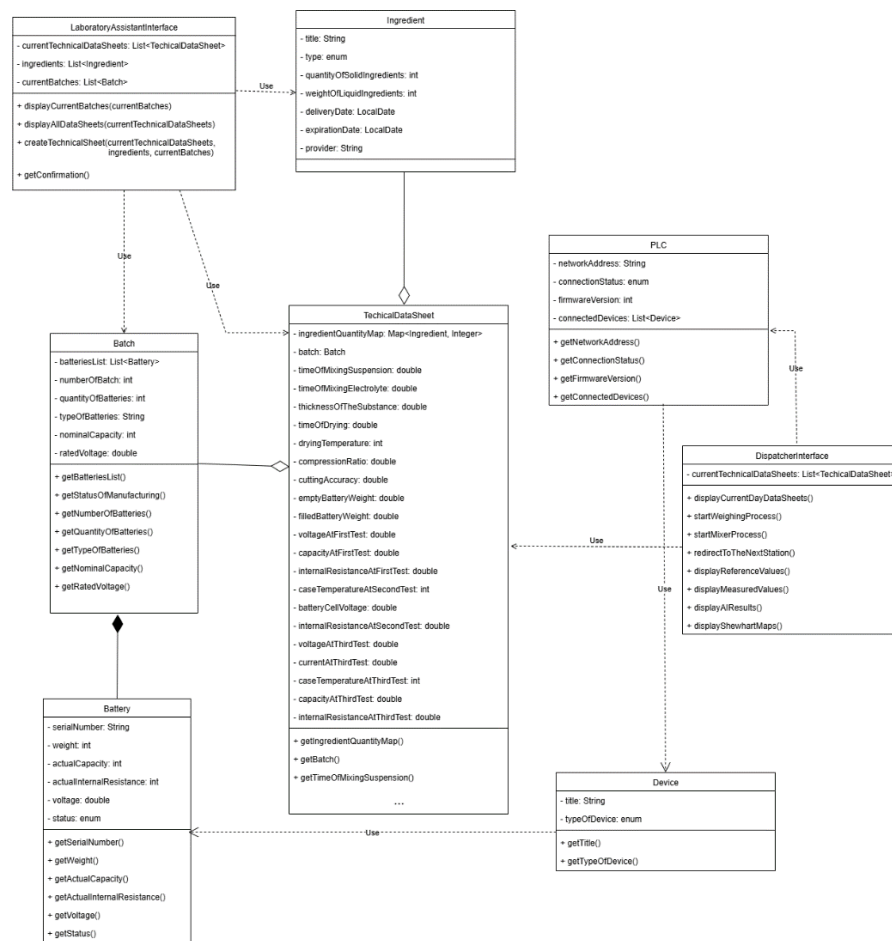 LaboratoryAssistantInterface
- currentTechnicalDataSheets: List<TechicalDataSheet>
- ingredients: List<Ingredient>
- currentBatches: List<Batch>
+ displayCurrentBatches(currentBatches)
+ displayAllDataSheets(currentTechnicalDataSheets)
+ createTechnicalSheet(currentTechnicalDataSheets,
ingredients, currentBatches)
+ getConfirmation()
Use
Ingredient
- title: String
- type: enum
- quantityOfSolidIngredients: int
- weightOfLiquidIngredients: int
- deliveryDate: LocalDate
- expirationDate: LocalDate
- provider: String
Use
Use
PLC
- networkAddress: String
- connectionStatus: enum
- firmwareVersion: int
- connectedDevices: List<Device>
+ getNetworkAddress()
+ getConnectionStatus()
+ getFirmwareVersion()
+ getConnectedDevices()
Use
TechicalDataSheet
- ingredientQuantityMap: Map<Ingredient, Integer>
- batch: Batch
- timeOfMixingSuspension: double
- timeOfMixingElectrolyte: double
- thicknessOfTheSubstance: double
- timeOfDrying: double
- dryingTemperature: int
- compressionRatio: double
- cuttingAccuracy: double
- emptyBatteryWeight: double
- filledBatteryWeight: double
- voltageAtFirstTest: double
- capacityAtFirstTest: double
- internalResistanceAtFirstTest: double
- caseTemperatureAtSecondTest: int
- batteryCellVoltage: double
- internalResistanceAtSecondTest: double
- voltageAtThirdTest: double
- currentAtThirdTest: double
- caseTemperatureAtThirdTest: int
- capacityAtThirdTest: double
- internalResistanceAtThirdTest: double
+ getIngredientQuantityMap()
+ getBatch()
+ getTimeOfMixingSuspension()
...
Batch
- batteriesList: List<Battery>
- numberOfBatch: int
- quantityOfBatteries: int
- typeOfBatteries: String
- nominalCapacity: int
- ratedVoltage: double
+ getBatteriesList()
+ getStatusOfManufacturing()
+ getNumberOfBatteries()
+ getQuantityOfBatteries()
+ getTypeOfBatteries()
+ getNominalCapacity()
+ getRatedVoltage()
DispatcherInterface
- currentTechnicalDataSheets: List<TechicalDataSheet>
+ displayCurrentDayDataSheets()
+ startWeighingProcess()
+ startMixerProcess()
+ redirectToTheNextStation()
+ displayReferenceValues()
+ displayMeasuredValues()
+ displayAIResults()
+ displayShewhartMaps()
Use
Use
Battery
- serialNumber: String
- weight: int
- actualCapacity: int
- actualInternalResistance: int
- voltage: double
- status: enum
+ getSerialNumber()
+ getWeight()
+ getActualCapacity()
+ getActualInternalResistance()
+ getVoltage()
+ getStatus()
Use
Device
- title: String
- typeOfDevice: enum
+ getTitle()
+ getTypeOfDevice()